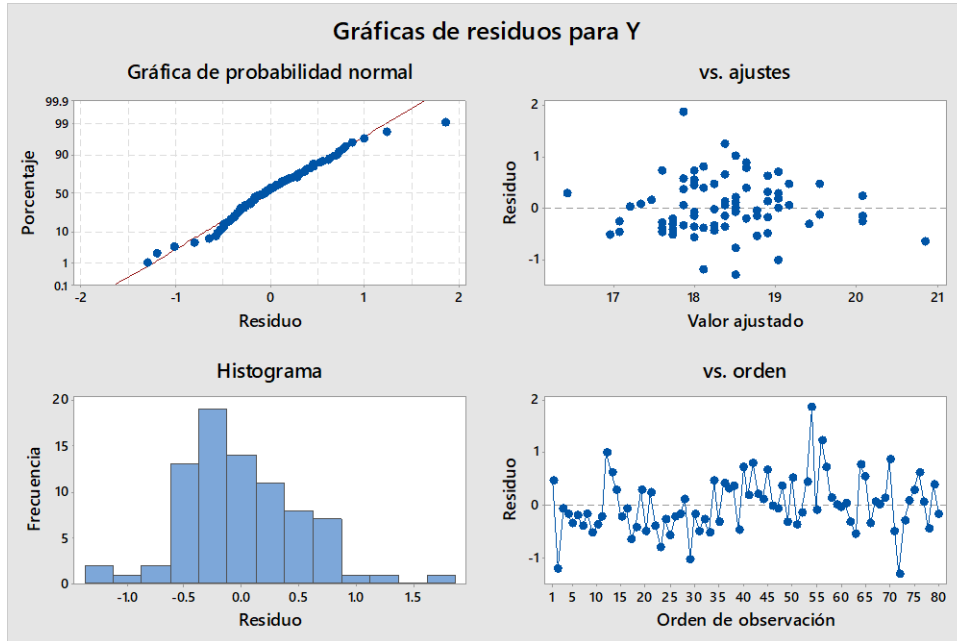 Gráficas de residuos para Y
Gráfica de probabilidad normal
99.9
99
90
50
10
1
0.1
Porcentaje
-2 -1 0 1 2
Residuo
vs. ajustes
2
1
0
-1
Residuo
17 18 19 20 21
Valor ajustado
Histograma
20
15
10
5
0
Frecuencia
-1.0 -0.5 0.0 0.5 1.0 1.5
Residuo
vs. orden
2
1
0
-1
Residuo
1 5 10 15 20 25 30 35 40 45 50 55 60 65 70 75 80
Orden de observación